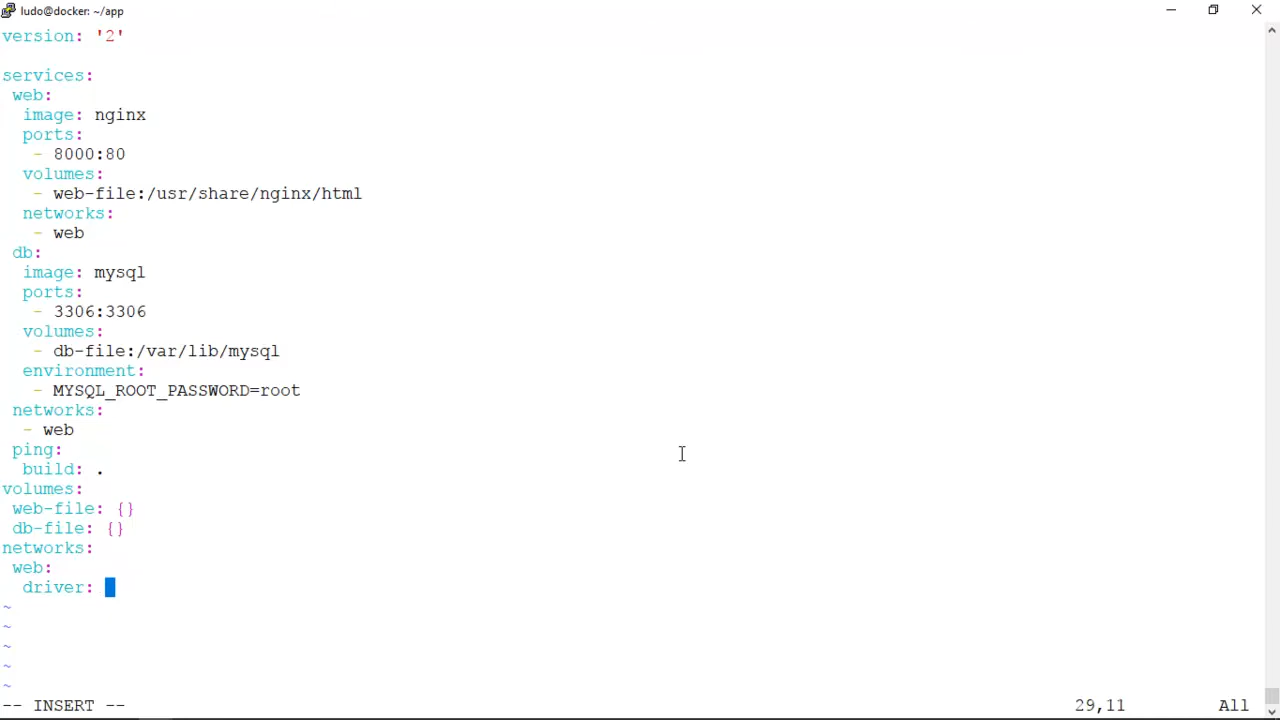 ludo@docker: ~/app
version: '2'
services:
 web:
  image: nginx
  ports:
   - 8000:80
  volumes:
   - web-file:/usr/share/nginx/html
  networks:
   - web
 db:
  image: mysql
  ports:
   - 3306:3306
  volumes:
   - db-file:/var/lib/mysql
  environment:
   - MYSQL_ROOT_PASSWORD=root
 networks:
  - web
 ping:
  build: .
volumes:
 web-file: {}
 db-file: {}
networks:
 web:
  driver:
~
~
~
~
~
-- INSERT -- 29,11 All